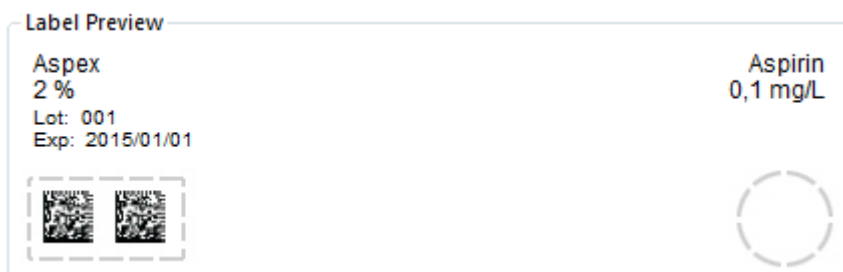 Label Preview
Aspex
2 %
Lot: 001
Exp: 2015/01/01
Aspirin
0,1 mg/L